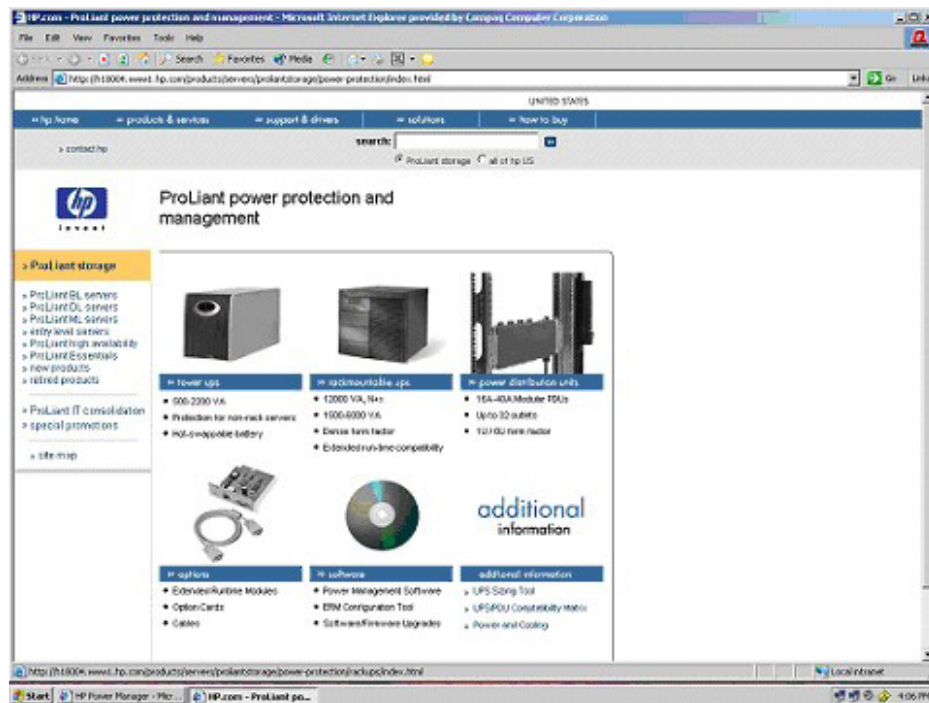 HP.com - ProLiant power protection and management - Microsoft Internet Explorer provided by Compaq Computer Corporation
File Edit View Favorites Tools Help
Search Favorites Media
Address http://h18004.www1.hp.com/products/servers/proliantstorage/power-protection/index.html Go Links
UNITED STATES
» hp home » products & services » support & drivers » solutions » how to buy
search:
» contact hp
ProLiant storage all of hp US
hp
invent
ProLiant power protection and
management
» ProLiant storage
» ProLiant BL servers
» ProLiant DL servers
» ProLiant ML servers
» entry level servers
» ProLiant high availability
» ProLiant Essentials
» new products
» retired products
» ProLiant IT consolidation
» special promotions
» site map
» tower ups
• 500-2200 VA
• Protection for non-rack servers
• Hot-swappable battery
» rackmountable ups
• 12000 VA, N+x
• 1500-6000 VA
• Dense form factor
• Extended run-time compatibility
» power distribution units
• 16A-40A Modular PDUs
• Up to 32 outlets
• 1U / 0U form factor
additional
information
» options
• Extended Runtime Modules
• Option Cards
• Cables
» software
• Power Management Software
• ERM Configuration Tool
• Software/Firmware Upgrades
additional information
» UPS Sizing Tool
» UPS/PDU Compatibility Matrix
» Power and Cooling
http://h18004.www1.hp.com/products/servers/proliantstorage/power-protection/rackups/index.html Local intranet
Start HP Power Manager - Micr... HP.com - ProLiant po... 4:06 PM